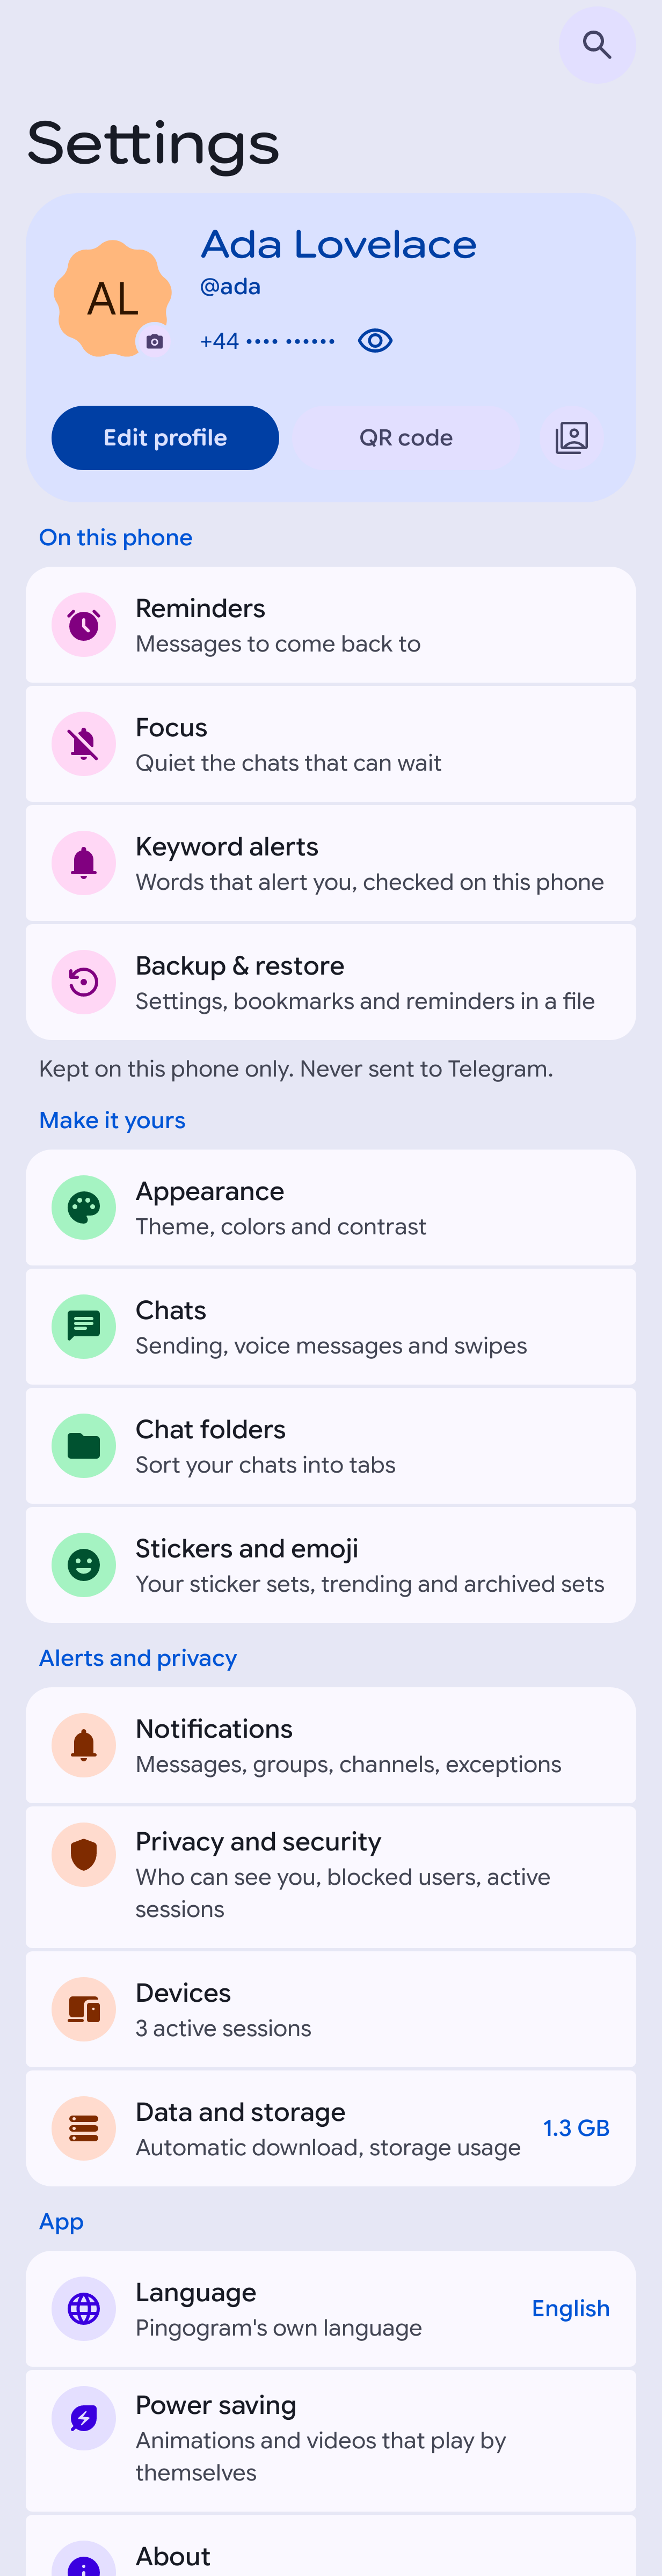 Settings
AL
Ada Lovelace
@ada
+44 •••• ••••••
Edit profile
QR code
On this phone
Reminders
Messages to come back to
Focus
Quiet the chats that can wait
Keyword alerts
Words that alert you, checked on this phone
Backup & restore
Settings, bookmarks and reminders in a file
Kept on this phone only. Never sent to Telegram.
Make it yours
Appearance
Theme, colors and contrast
Chats
Sending, voice messages and swipes
Chat folders
Sort your chats into tabs
Stickers and emoji
Your sticker sets, trending and archived sets
Alerts and privacy
Notifications
Messages, groups, channels, exceptions
Privacy and security
Who can see you, blocked users, active
sessions
Devices
3 active sessions
Data and storage
Automatic download, storage usage
1.3 GB
App
Language
Pingogram's own language
English
Power saving
Animations and videos that play by
themselves
About